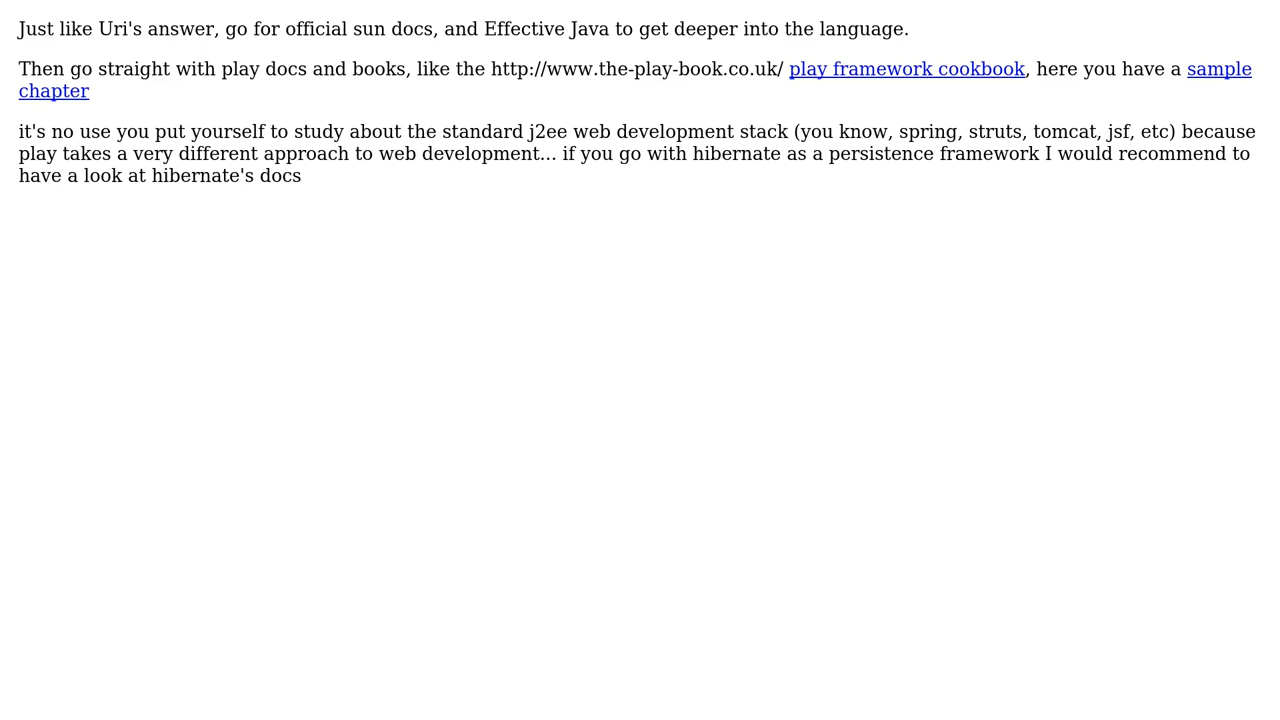 Just like Uri's answer, go for official sun docs, and Effective Java to get deeper into the language.
Then go straight with play docs and books, like the http://www.the-play-book.co.uk/ play framework cookbook, here you have a sample
chapter
it's no use you put yourself to study about the standard j2ee web development stack (you know, spring, struts, tomcat, jsf, etc) because
play takes a very different approach to web development... if you go with hibernate as a persistence framework I would recommend to
have a look at hibernate's docs